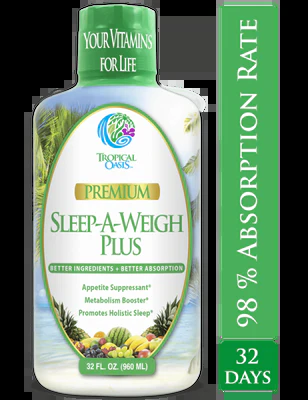 YOUR VITAMINS
FOR LIFE
TROPICAL
OASIS
PREMIUM
SLEEP-A-WEIGH
PLUS
BETTER INGREDIENTS + BETTER ABSORPTION
Appetite Suppressant*
Metabolism Booster*
Promotes Holistic Sleep*
32 FL. OZ. (960 ML)
98 % ABSORPTION RATE
32
DAYS